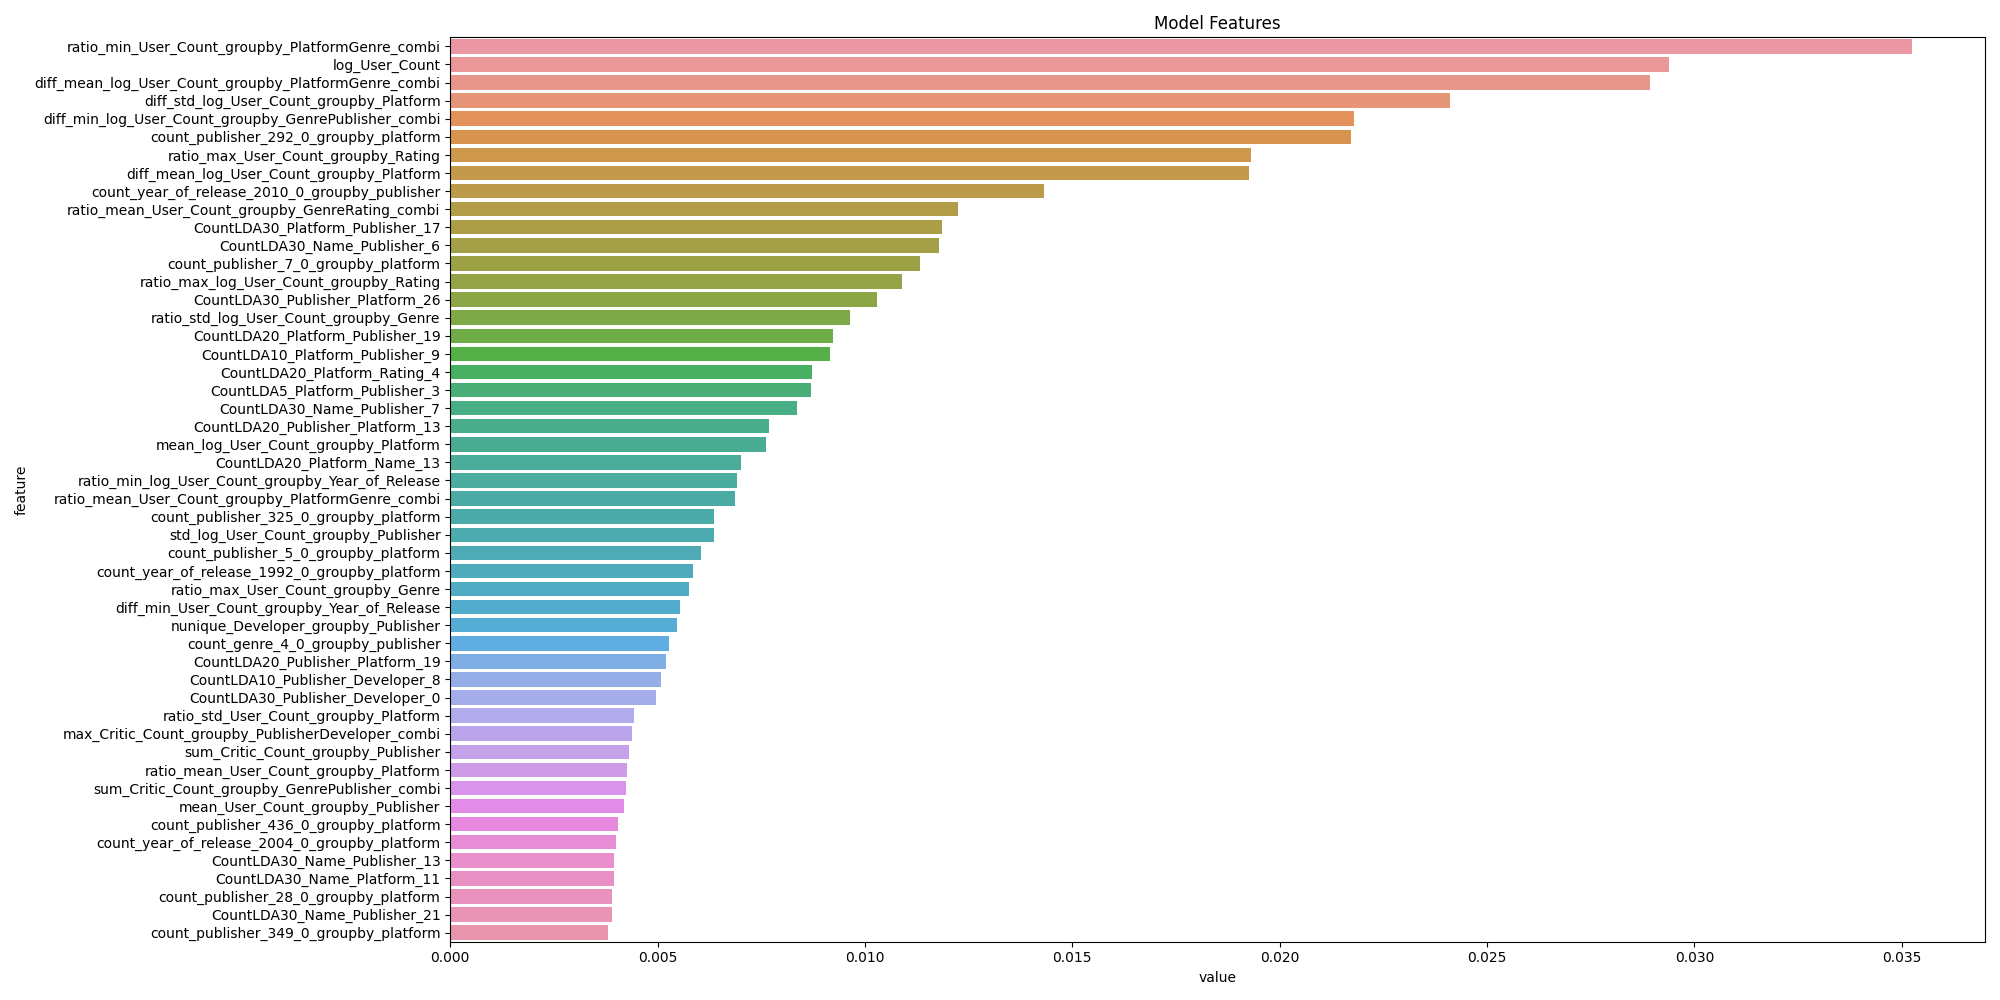 Model Features
ratio_min_User_Count_groupby_PlatformGenre_combi
log_User_Count
diff_mean_log_User_Count_groupby_PlatformGenre_combi
diff_std_log_User_Count_groupby_Platform
diff_min_log_User_Count_groupby_GenrePublisher_combi
count_publisher_292_0_groupby_platform
ratio_max_User_Count_groupby_Rating
diff_mean_log_User_Count_groupby_Platform
count_year_of_release_2010_0_groupby_publisher
ratio_mean_User_Count_groupby_GenreRating_combi
CountLDA30_Platform_Publisher_17
CountLDA30_Name_Publisher_6
count_publisher_7_0_groupby_platform
ratio_max_log_User_Count_groupby_Rating
CountLDA30_Publisher_Platform_26
ratio_std_log_User_Count_groupby_Genre
CountLDA20_Platform_Publisher_19
CountLDA10_Platform_Publisher_9
CountLDA20_Platform_Rating_4
CountLDA5_Platform_Publisher_3
CountLDA30_Name_Publisher_7
CountLDA20_Publisher_Platform_13
mean_log_User_Count_groupby_Platform
CountLDA20_Platform_Name_13
ratio_min_log_User_Count_groupby_Year_of_Release
ratio_mean_User_Count_groupby_PlatformGenre_combi
count_publisher_325_0_groupby_platform
std_log_User_Count_groupby_Publisher
count_publisher_5_0_groupby_platform
count_year_of_release_1992_0_groupby_platform
ratio_max_User_Count_groupby_Genre
diff_min_User_Count_groupby_Year_of_Release
nunique_Developer_groupby_Publisher
count_genre_4_0_groupby_publisher
CountLDA20_Publisher_Platform_19
CountLDA10_Publisher_Developer_8
CountLDA30_Publisher_Developer_0
ratio_std_User_Count_groupby_Platform
max_Critic_Count_groupby_PublisherDeveloper_combi
sum_Critic_Count_groupby_Publisher
ratio_mean_User_Count_groupby_Platform
sum_Critic_Count_groupby_GenrePublisher_combi
mean_User_Count_groupby_Publisher
count_publisher_436_0_groupby_platform
count_year_of_release_2004_0_groupby_platform
CountLDA30_Name_Publisher_13
CountLDA30_Name_Platform_11
count_publisher_28_0_groupby_platform
CountLDA30_Name_Publisher_21
count_publisher_349_0_groupby_platform
feature
0.000 0.005 0.010 0.015 0.020 0.025 0.030 0.035
value